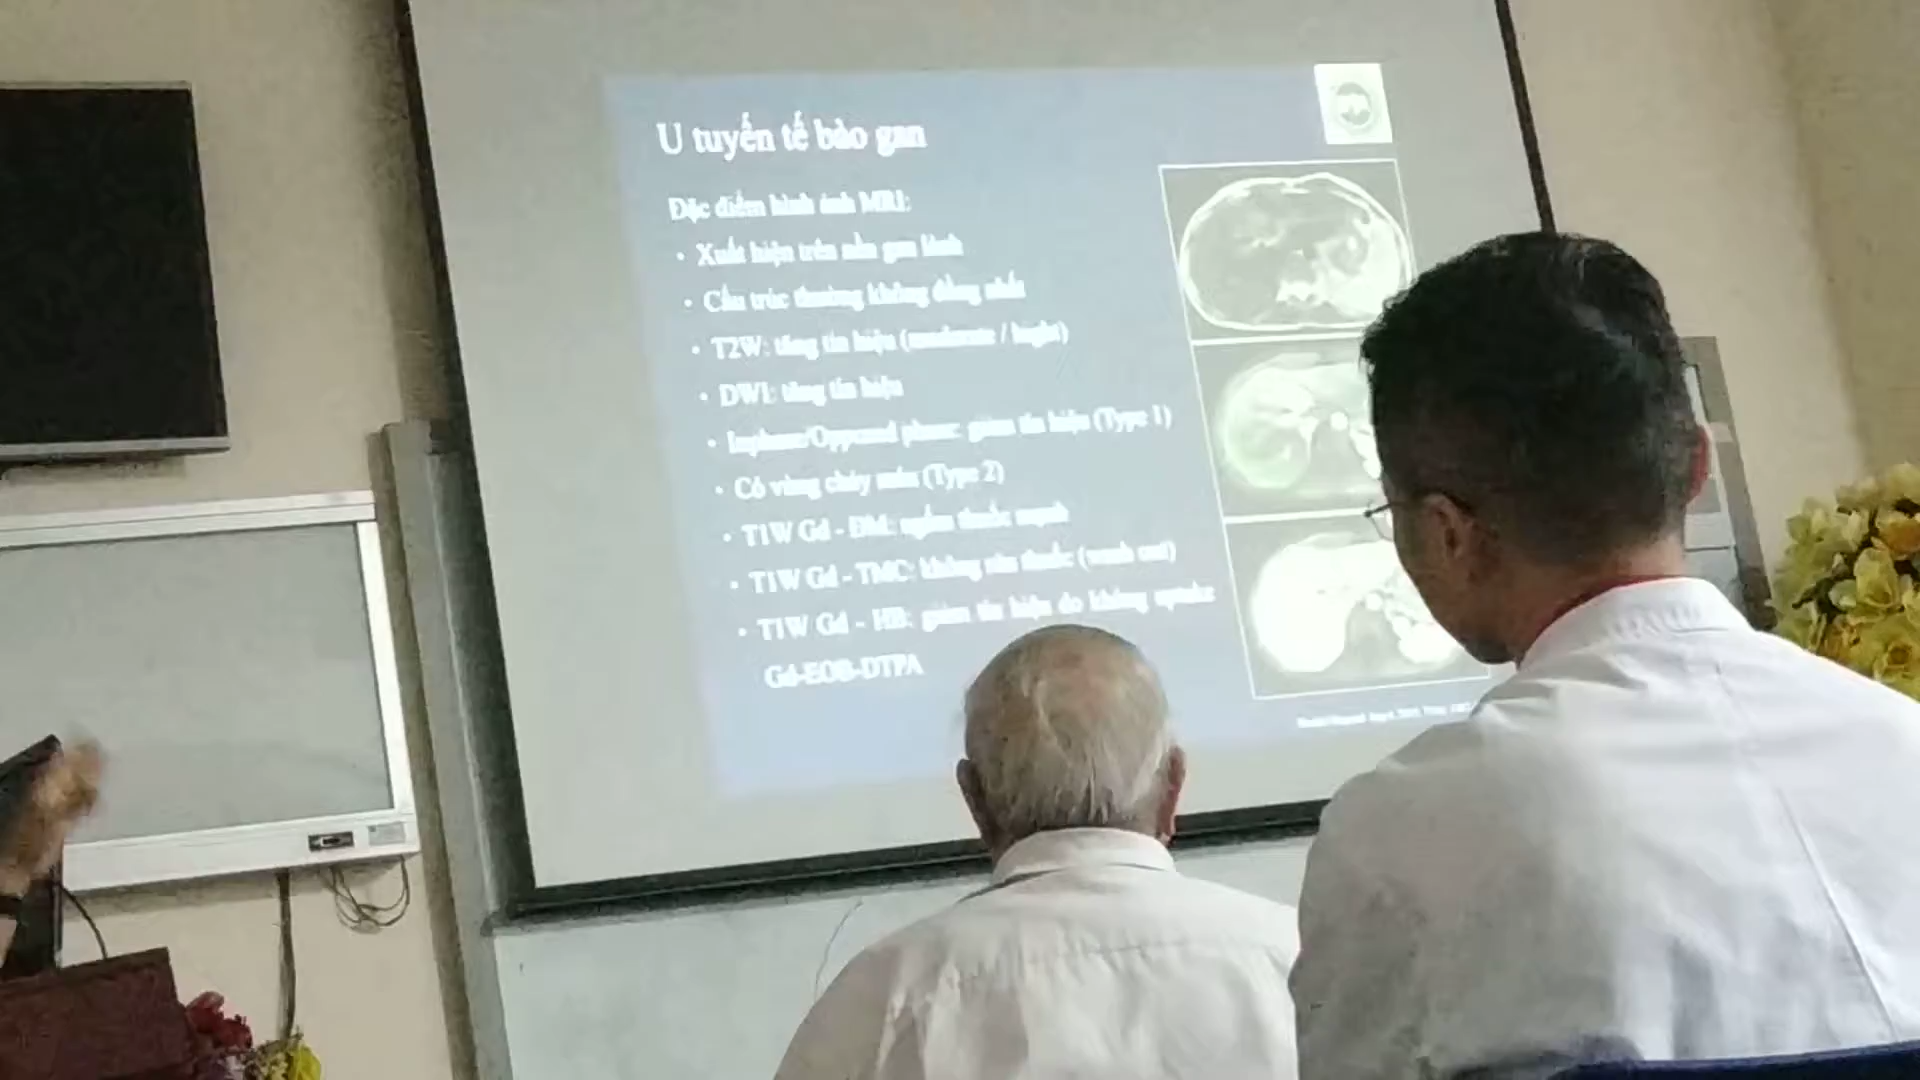 U tuyến tế bào gan
Đặc điểm hình ảnh MRI:
• Xuất hiện trên nền gan lành
• Cấu trúc thường không đồng nhất
• T2W: tăng tín hiệu (moderate / hight)
• DWI: tăng tín hiệu
• Inphase/Opposed phase: giảm tín hiệu (Type 1)
• Có vùng chảy máu (Type 2)
• T1W Gd - ĐM: ngấm thuốc mạnh
• T1W Gd - TMC: không rửa thuốc (wash out)
• T1W Gd - HB: giảm tín hiệu do không uptake
Gd-EOB-DTPA